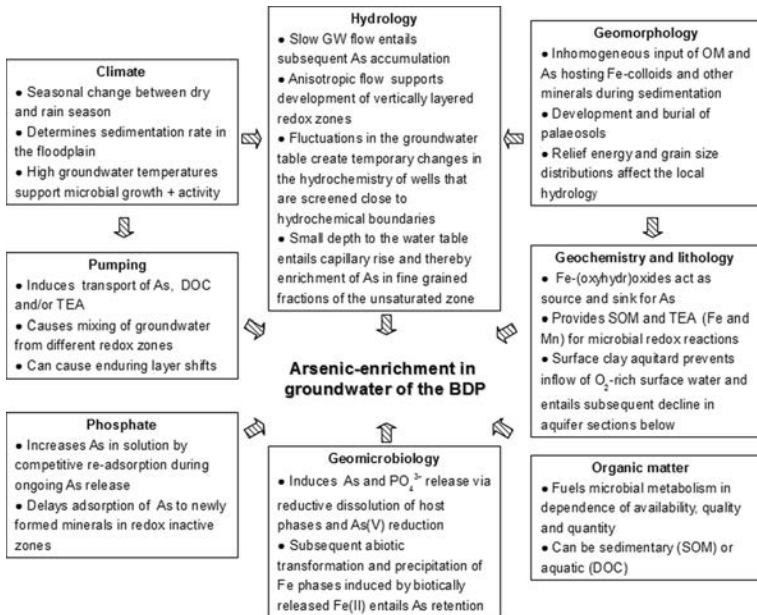 Climate
● Seasonal change between dry
and rain season
● Determines sedimentation rate in
the floodplain
● High groundwater temperatures
support microbial growth + activity
Hydrology
● Slow GW flow entails
subsequent As accumulation
● Anisotropic flow supports
development of vertically layered
redox zones
● Fluctuations in the groundwater
table create temporary changes in
the hydrochemistry of wells that
are screened close to
hydrochemical boundaries
● Small depth to the water table
entails capillary rise and thereby
enrichment of As in fine grained
fractions of the unsaturated zone
Geomorphology
● Inhomogeneous input of OM and
As hosting Fe-colloids and other
minerals during sedimentation
● Development and burial of
palaeosols
● Relief energy and grain size
distributions affect the local
hydrology
Pumping
● Induces transport of As, DOC
and/or TEA
● Causes mixing of groundwater
from different redox zones
● Can cause enduring layer shifts
Arsenic-enrichment in
groundwater of the BDP
Geochemistry and lithology
● Fe-(oxyhydr)oxides act as
source and sink for As
● Provides SOM and TEA (Fe and
Mn) for microbial redox reactions
● Surface clay aquitard prevents
inflow of O₂-rich surface water and
entails subsequent decline in
aquifer sections below
Phosphate
● Increases As in solution by
competitive re-adsorption during
ongoing As release
● Delays adsorption of As to newly
formed minerals in redox inactive
zones
Geomicrobiology
● Induces As and PO₄³⁻ release via
reductive dissolution of host
phases and As(V) reduction
● Subsequent abiotic
transformation and precipitation of
Fe phases induced by biotically
released Fe(II) entails As retention
Organic matter
● Fuels microbial metabolism in
dependence of availability, quality
and quantity
● Can be sedimentary (SOM) or
aquatic (DOC)